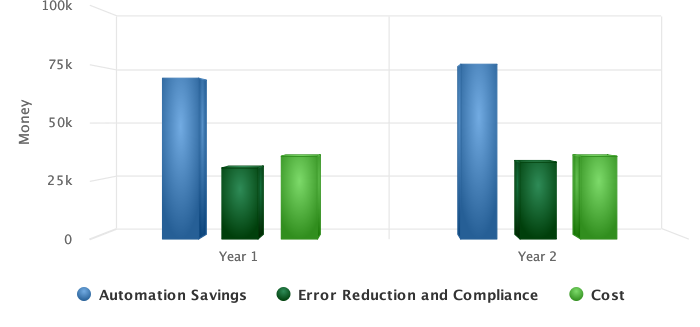 100k
75k
50k
25k
0
Money
Year 1
Year 2
Automation Savings
Error Reduction and Compliance
Cost